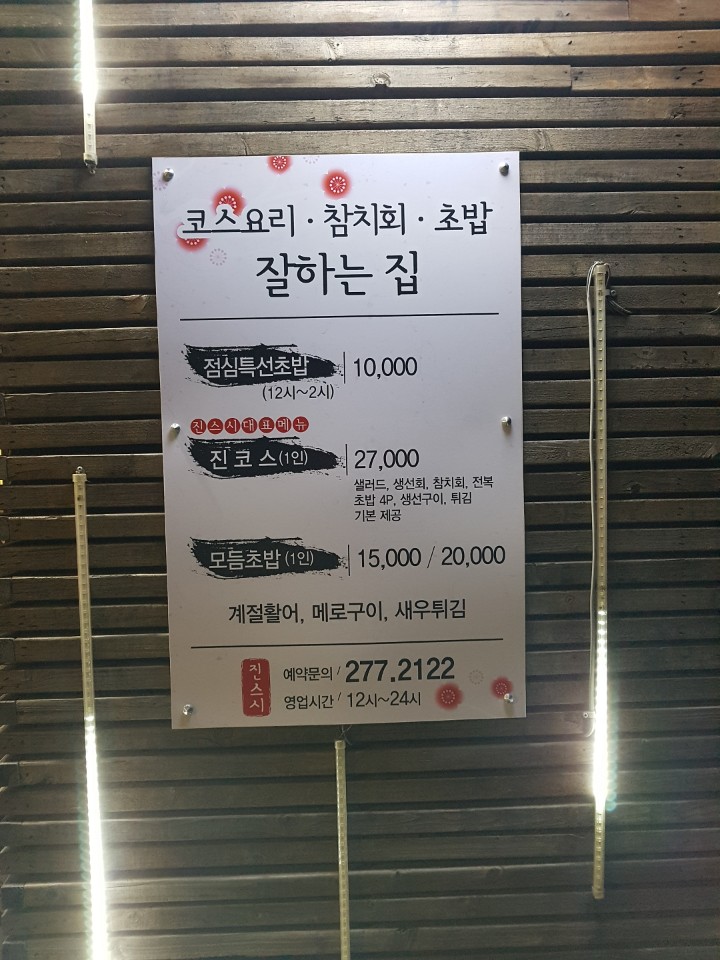 코스요리 · 참치회 · 초밥
잘하는 집
점심특선초밥 10,000
(12시~2시)
진스시대표메뉴
진 코 스(1인) 27,000
샐러드, 생선회, 참치회, 전복
초밥 4P, 생선구이, 튀김
기본 제공
모듬초밥(1인) 15,000 / 20,000
계절활어, 메로구이, 새우튀김
진스시
예약문의 / 277.2122
영업시간 / 12시~24시